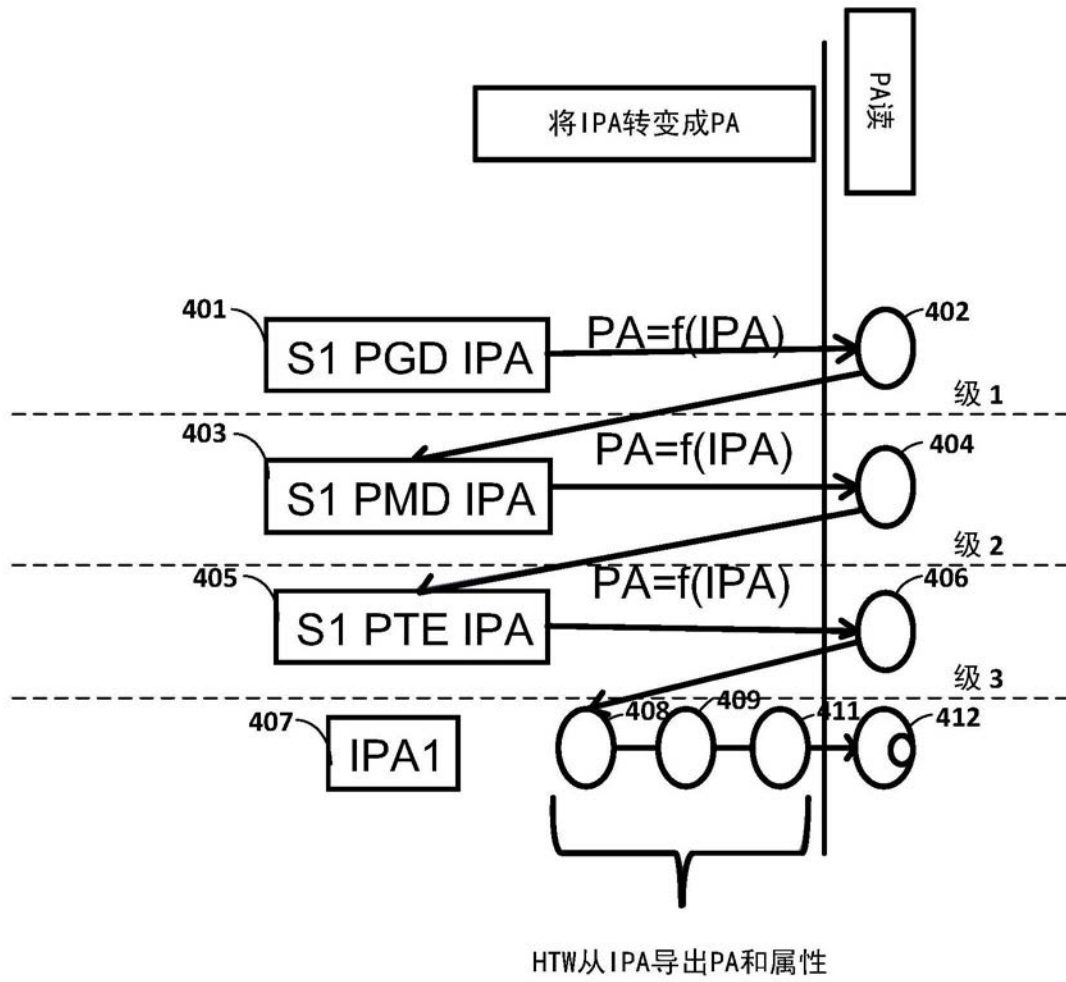 PA读
将IPA转变成PA
401
S1 PGD IPA
PA=f(IPA)
402
级 1
403
S1 PMD IPA
PA=f(IPA)
404
级 2
405
S1 PTE IPA
PA=f(IPA)
406
级 3
407
IPA1
408
409
411
412
HTW从IPA导出PA和属性